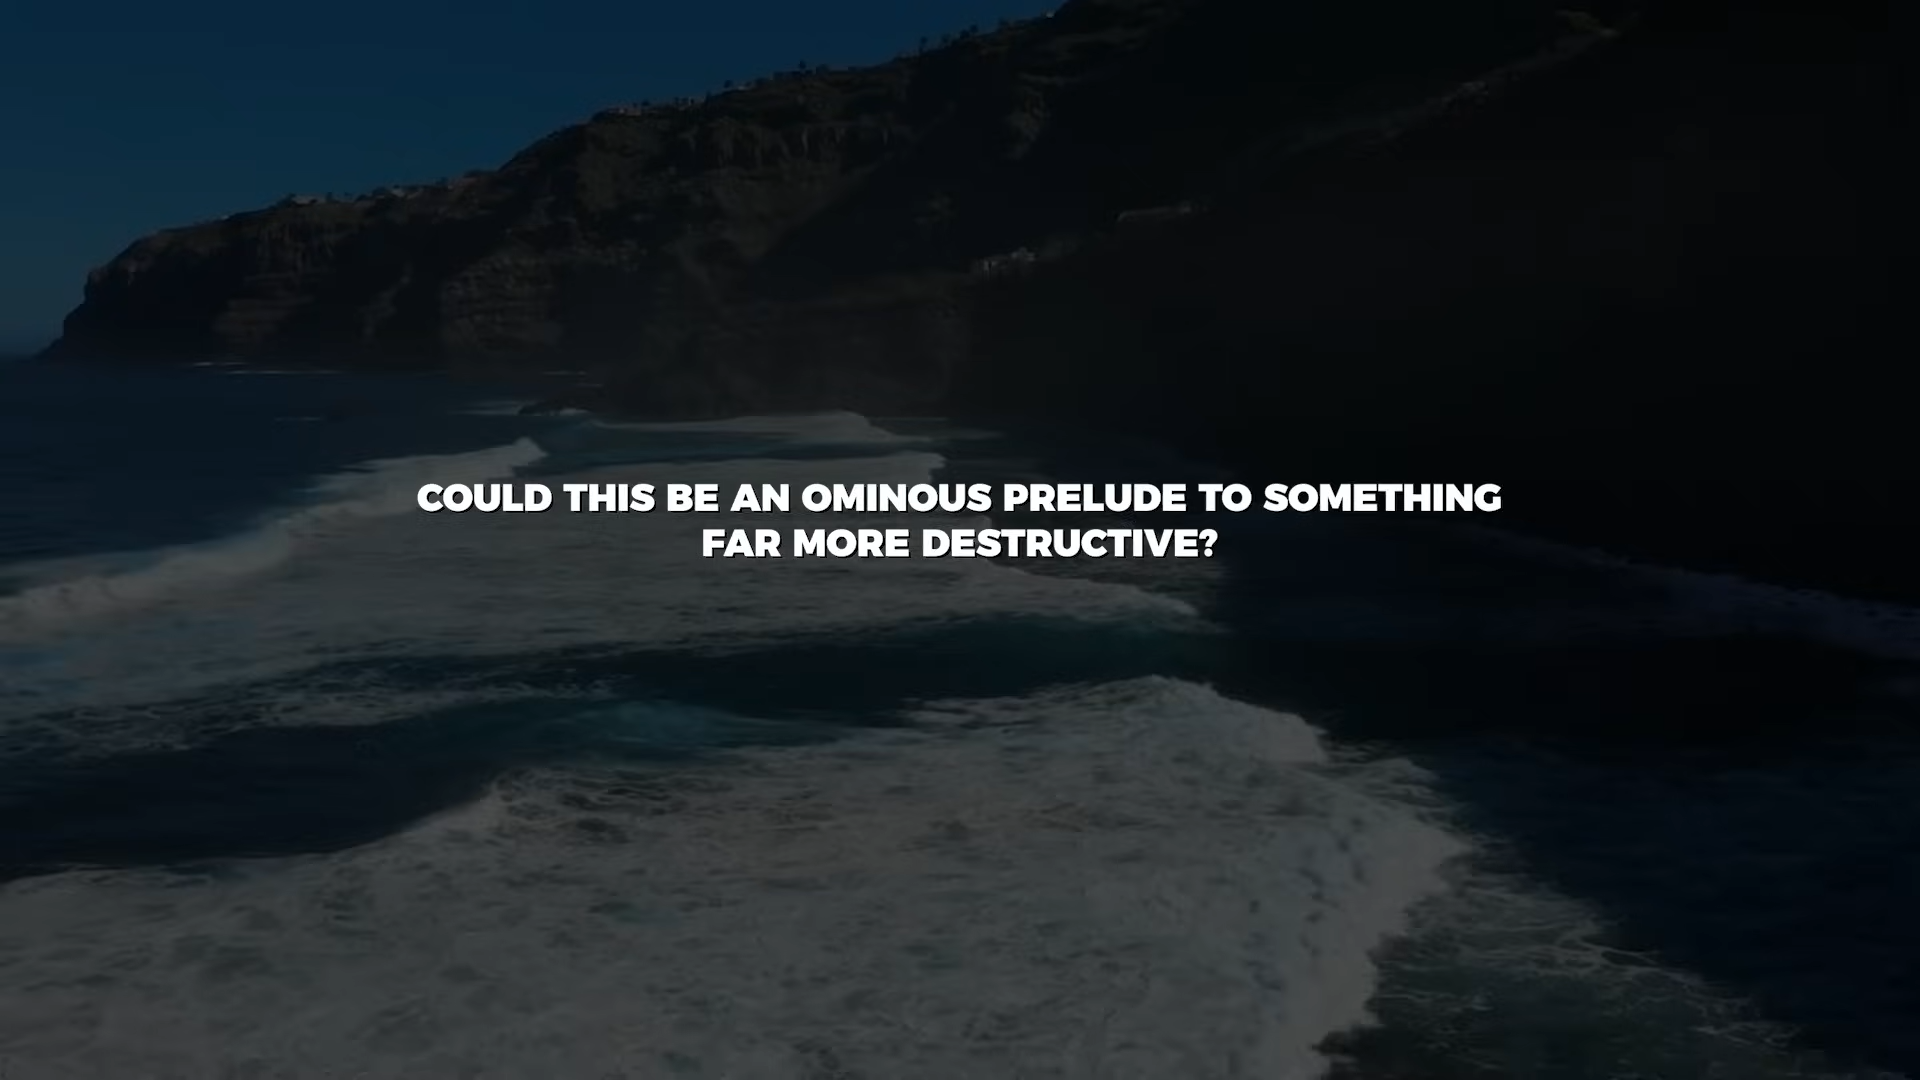 COULD THIS BE AN OMINOUS PRELUDE TO SOMETHING
FAR MORE DESTRUCTIVE?